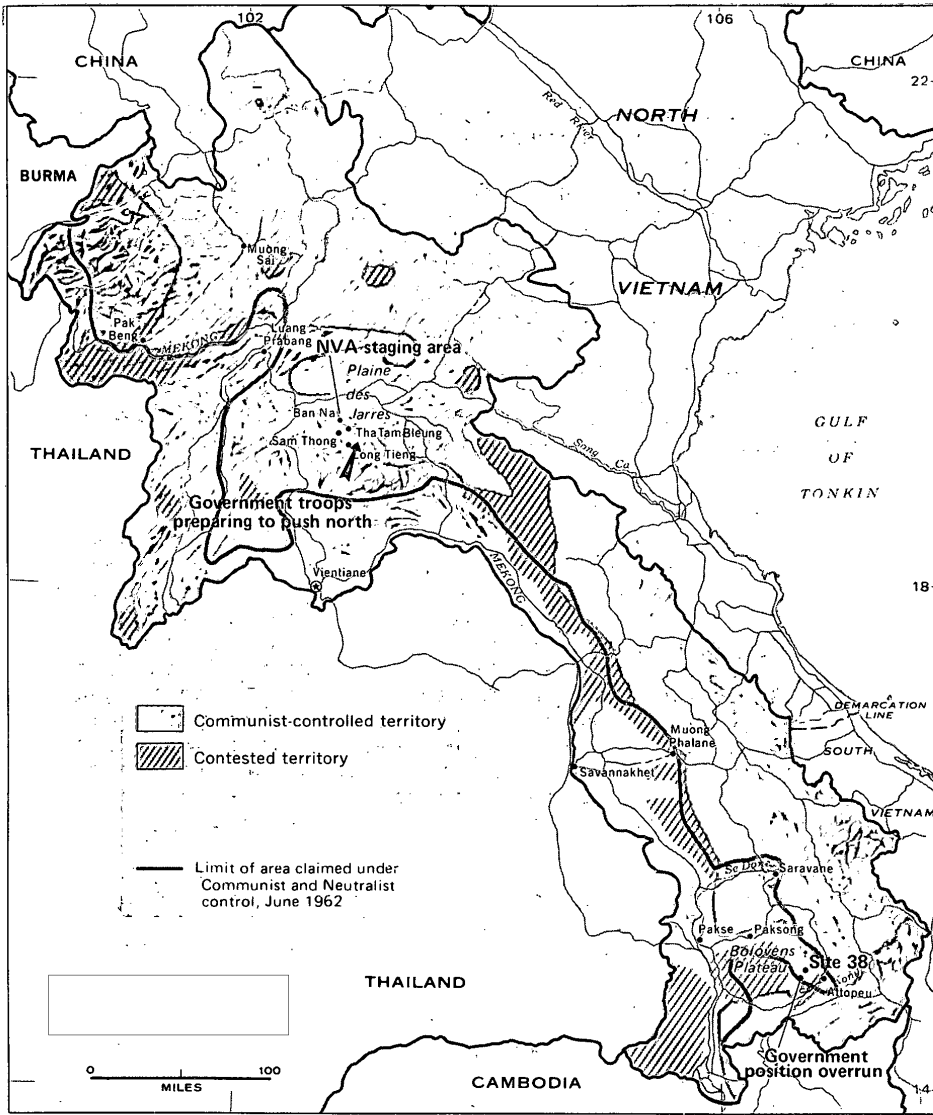 102
106
CHINA
CHINA
22
Red River
NORTH
BURMA
Muong
Sai
VIETNAM
Pak
Beng
MEKONG
Luang
Prabang
NVA staging area
Plaine
des
Jarres
Ban Na
Tha Tam Bleung
Sam Thong
Long Tieng
GULF
OF
TONKIN
THAILAND
Song Ca
Government troops
preparing to push north
MEKONG
Vientiane
18
DEMARCATION
LINE
Communist-controlled territory
Contested territory
Muong
Phalane
SOUTH
Savannakhet
VIETNAM
Limit of area claimed under
Communist and Neutralist
control, June 1962
Se Done
Saravane
Pakse
Paksong
Bolovens
Plateau
Site 38
Kong
Attopeu
THAILAND
Government
position overrun
0
100
MILES
CAMBODIA
14